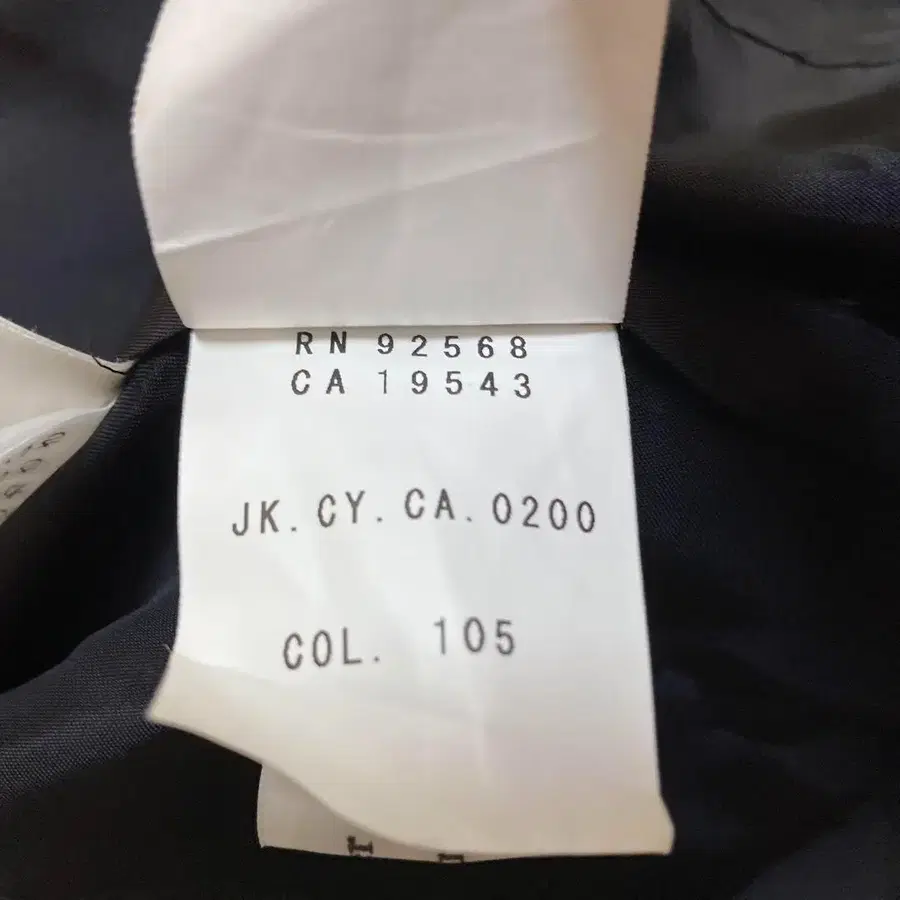 RN 92568
CA 19543
JK.CY.CA.0200
COL. 105